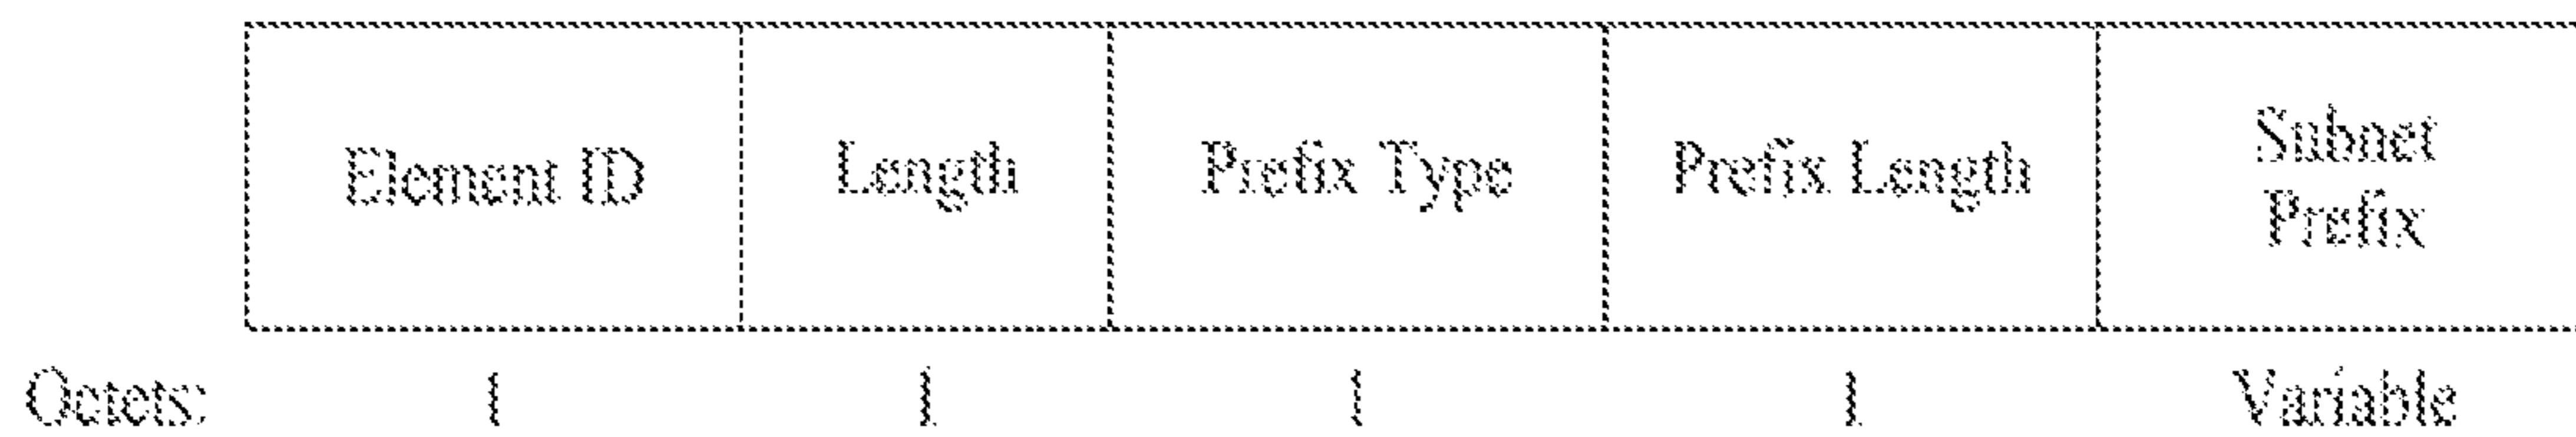 Element ID
Length
Prefix Type
Prefix Length
Subnet
Prefix
Octets: 1 1 1 1 Variable